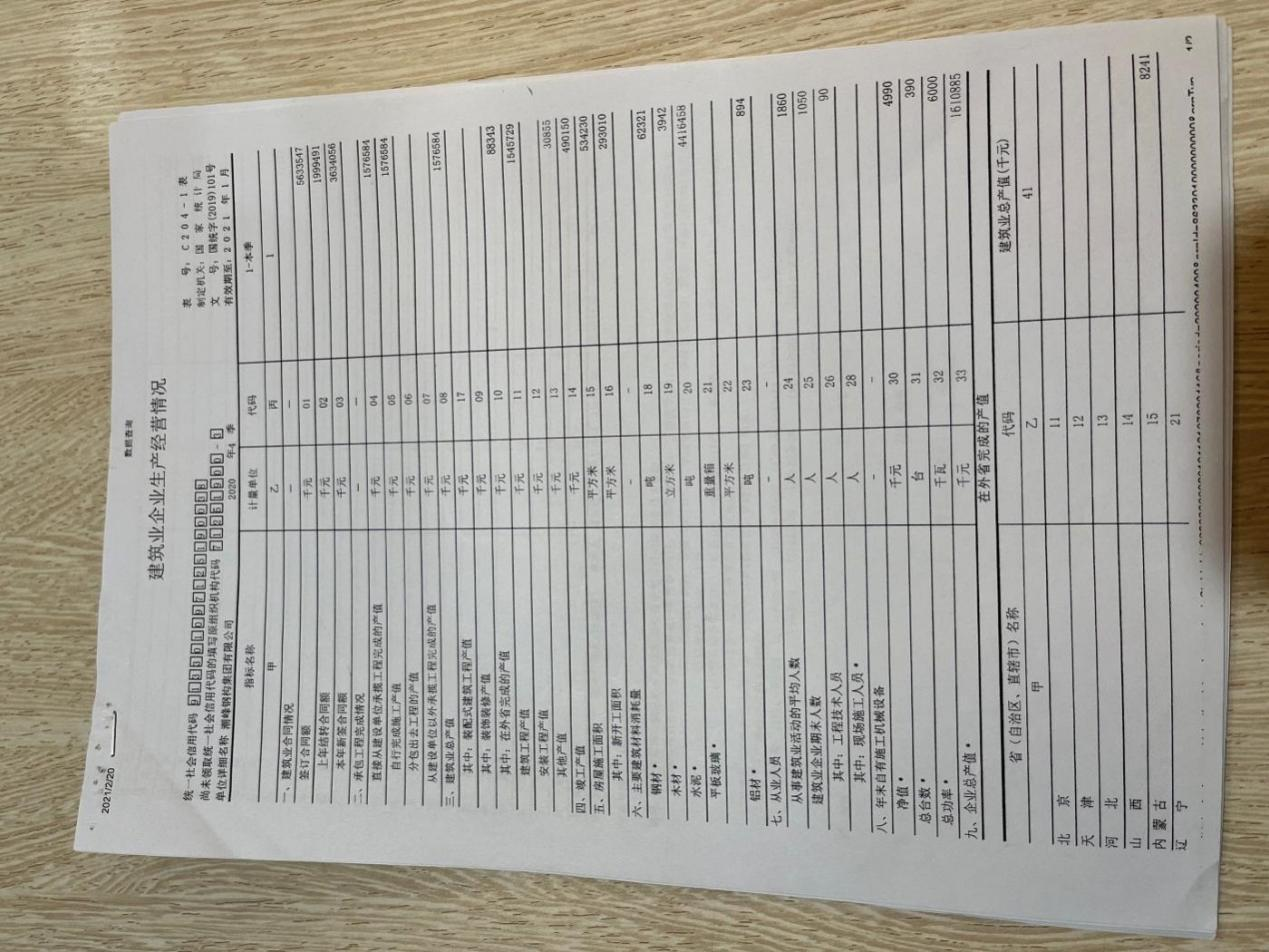 2021/2/20
数据查询
建筑业企业生产经营情况
表 号：C204-1表
统一社会信用代码
制定机关：国 家 统 计 局
尚未领取统一社会信用代码的填写原组织机构代码
文 号：国统字(2019)101号
单位详细名称 潮峰钢构集团有限公司 2020 年4 季 有效期至：2021 年 1 月
指标名称 计量单位 代码 1-本季
甲 乙 丙 1
一、建筑业合同情况 — —
签订合同额 千元 01 5633547
上年结转合同额 千元 02 1999491
本年新签合同额 千元 03 3634056
二、承包工程完成情况 — —
直接从建设单位承揽工程完成的产值 千元 04 1576584
自行完成施工产值 千元 05 1576584
分包出去工程的产值 千元 06
从建设单位以外承揽工程完成的产值 千元 07
三、建筑业总产值 千元 08 1576584
其中：装配式建筑工程产值 千元 17
其中：装饰装修产值 千元 09
其中：在外省完成的产值 千元 10 88343
建筑工程产值 千元 11 1545729
安装工程产值 千元 12
其他产值 千元 13 30855
四、竣工产值 千元 14 490150
五、房屋施工面积 平方米 15 534230
其中：新开工面积 平方米 16 293010
六、主要建筑材料消耗量 - -
钢材* 吨 18 62321
木材* 立方米 19 3942
水泥* 吨 20 4416458
平板玻璃* 重量箱 21
平方米 22
铝材* 吨 23 894
七、从业人员 - -
从事建筑业活动的平均人数 人 24 1860
建筑业企业期末人数 人 25 1050
其中：工程技术人员 人 26 90
其中：现场施工人员* 人 28
八、年末自有施工机械设备 - -
净值* 千元 30 4990
总台数* 台 31 390
总功率* 千瓦 32 6000
九、企业总产值* 千元 33 1610885
在外省完成的产值
省（自治区、直辖市）名称 代码 建筑业总产值(千元)
甲 乙 41
北 京 11
天 津 12
河 北 13
山 西 14
内 蒙 古 15 8241
辽 宁 21